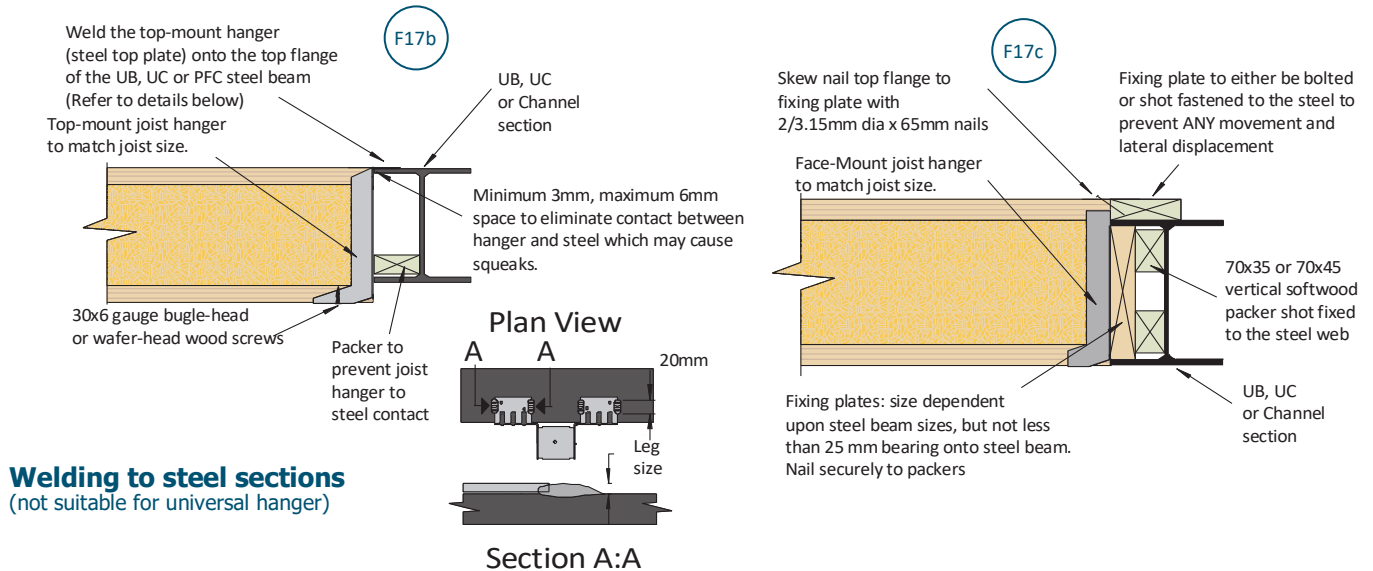 Weld the top-mount hanger
(steel top plate) onto the top flange
of the UB, UC or PFC steel beam
(Refer to details below)
Top-mount joist hanger
to match joist size.
F17b
UB, UC
or Channel
section
Minimum 3mm, maximum 6mm
space to eliminate contact between
hanger and steel which may cause
squeaks.
30x6 gauge bugle-head
or wafer-head wood screws
Packer to
prevent joist
hanger to
steel contact
Plan View
A A
20mm
Leg
size
Section A:A
Welding to steel sections
(not suitable for universal hanger)
F17c
Skew nail top flange to
fixing plate with
2/3.15mm dia x 65mm nails
Face-Mount joist hanger
to match joist size.
Fixing plate to either be bolted
or shot fastened to the steel to
prevent ANY movement and
lateral displacement
70x35 or 70x45
vertical softwood
packer shot fixed
to the steel web
UB, UC
or Channel
section
Fixing plates: size dependent
upon steel beam sizes, but not less
than 25 mm bearing onto steel beam.
Nail securely to packers